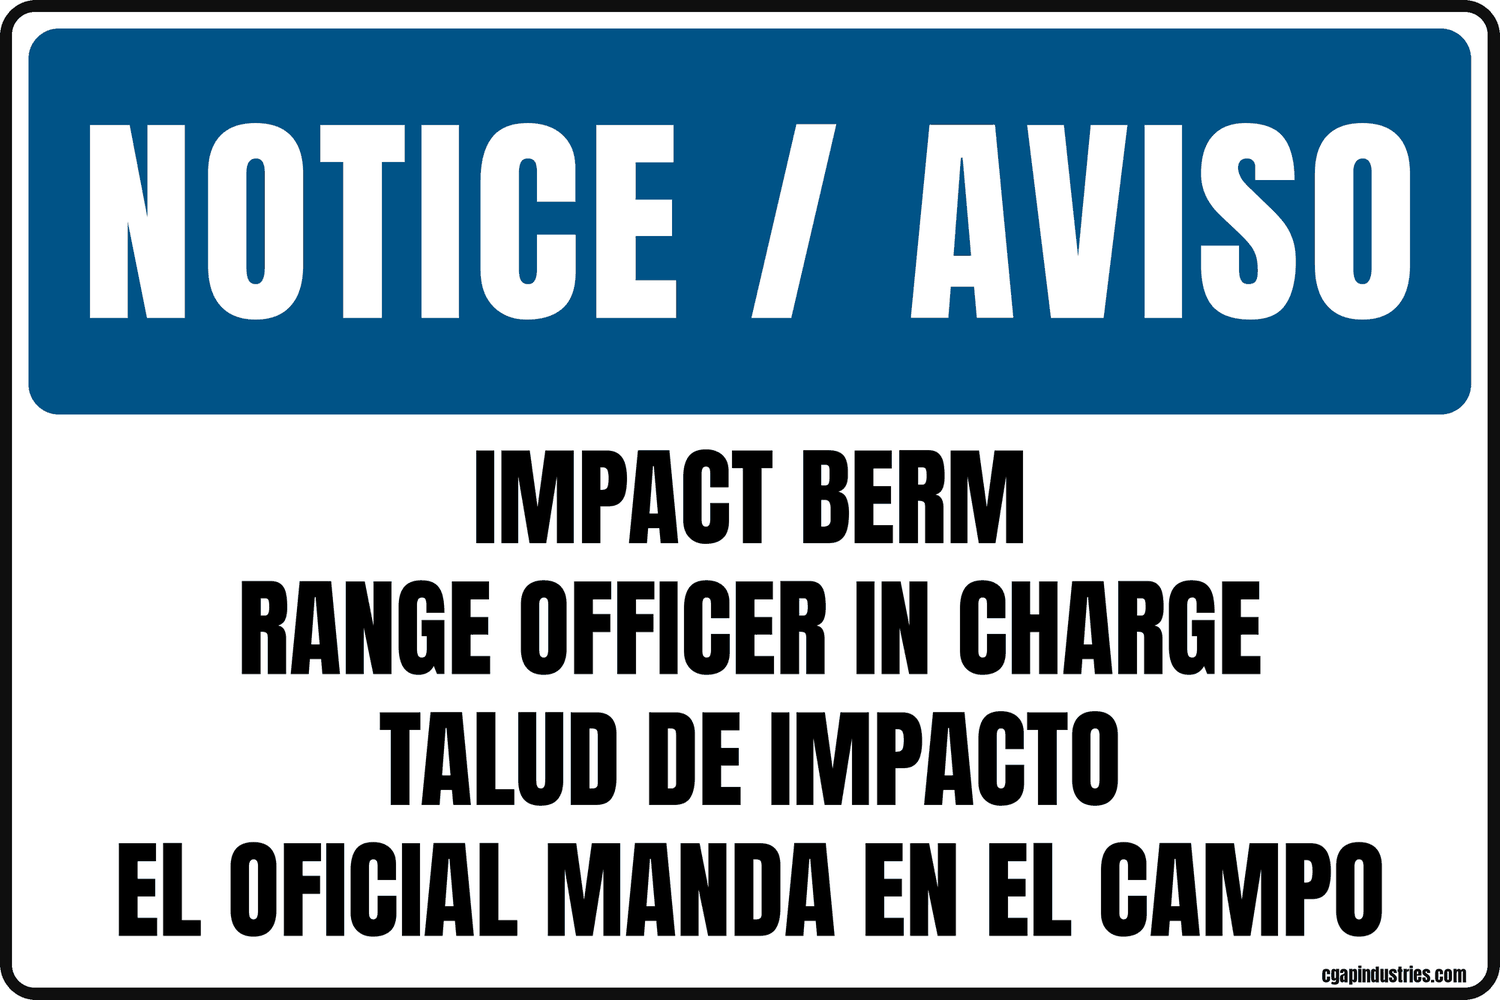 NOTICE / AVISO
IMPACT BERM
RANGE OFFICER IN CHARGE
TALUD DE IMPACTO
EL OFICIAL MANDA EN EL CAMPO
cgapindustries.com